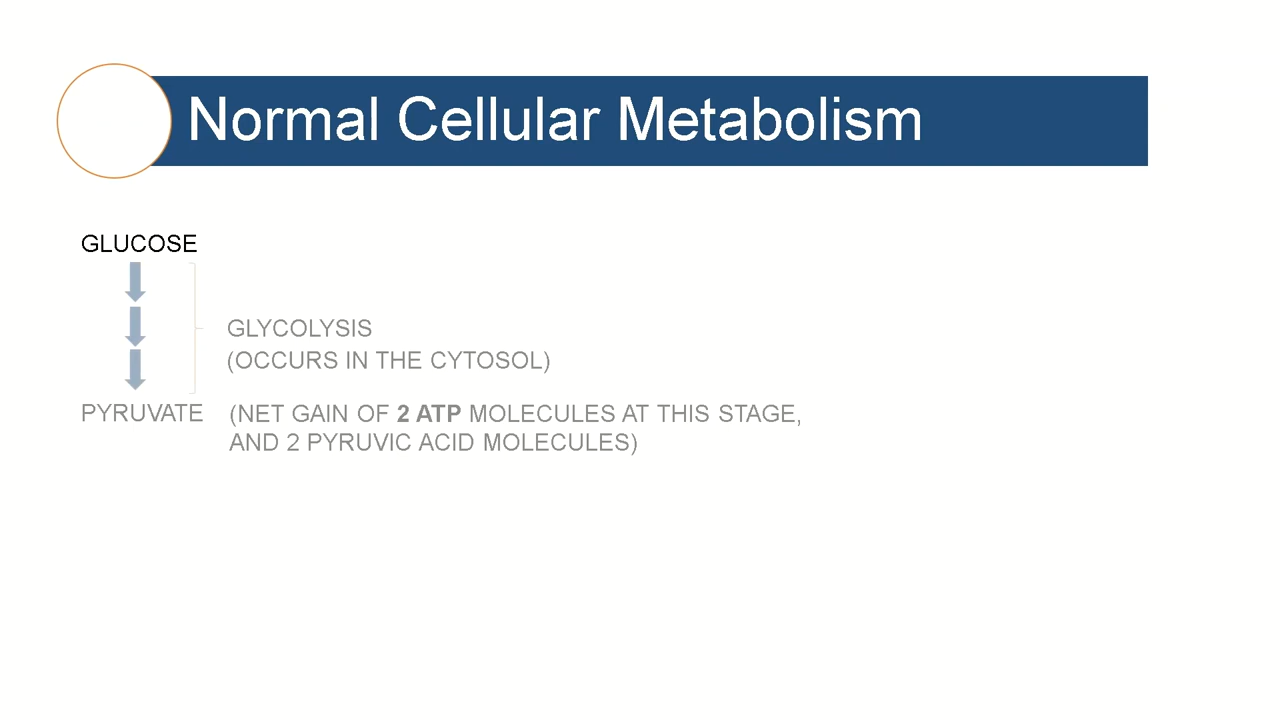 Normal Cellular Metabolism
GLUCOSE
GLYCOLYSIS
(OCCURS IN THE CYTOSOL)
PYRUVATE (NET GAIN OF 2 ATP MOLECULES AT THIS STAGE,
AND 2 PYRUVIC ACID MOLECULES)